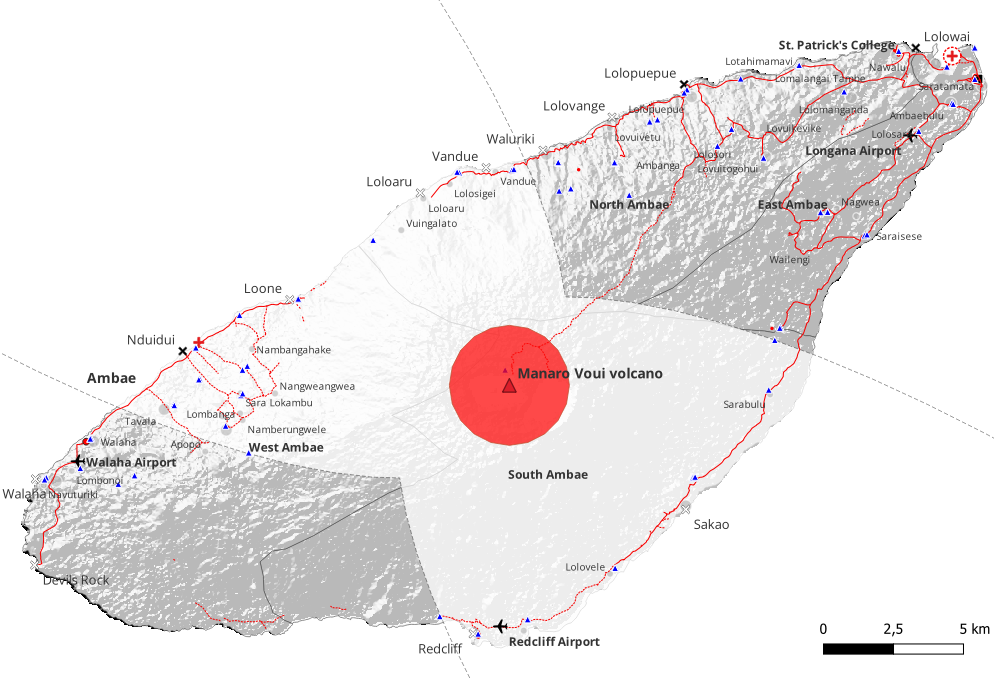 Lolowai
St. Patrick's College
Lotahimamavi
Nawalu
Lolopuepue
Lomalangai Tambe
Saratamata
Lolovange
Lolopuepue
Lolomanganda
Ambaebulu
Waluriki
Lovuivetu
Lovuikevike
Lolosari
Longana Airport
Vandue
Lolosori
Ambanga
Lovuitogohui
Loloaru
Vandue
Lolosigei
North Ambae
East Ambae
Nagwea
Loloaru
Vuingalato
Saraisese
Wailengi
Loone
Nduidui
Nambangahake
Manaro Voui volcano
Ambae
Nangweangwea
Sara Lokambu
Sarabulu
Lombanga
Tavala
Namberungwele
Walaha
Apopo
West Ambae
Walaha Airport
South Ambae
Lombonoi
Walaha
Navuturiki
Sakao
Lolovele
Devils Rock
Redcliff
Redcliff Airport
0 2,5 5 km